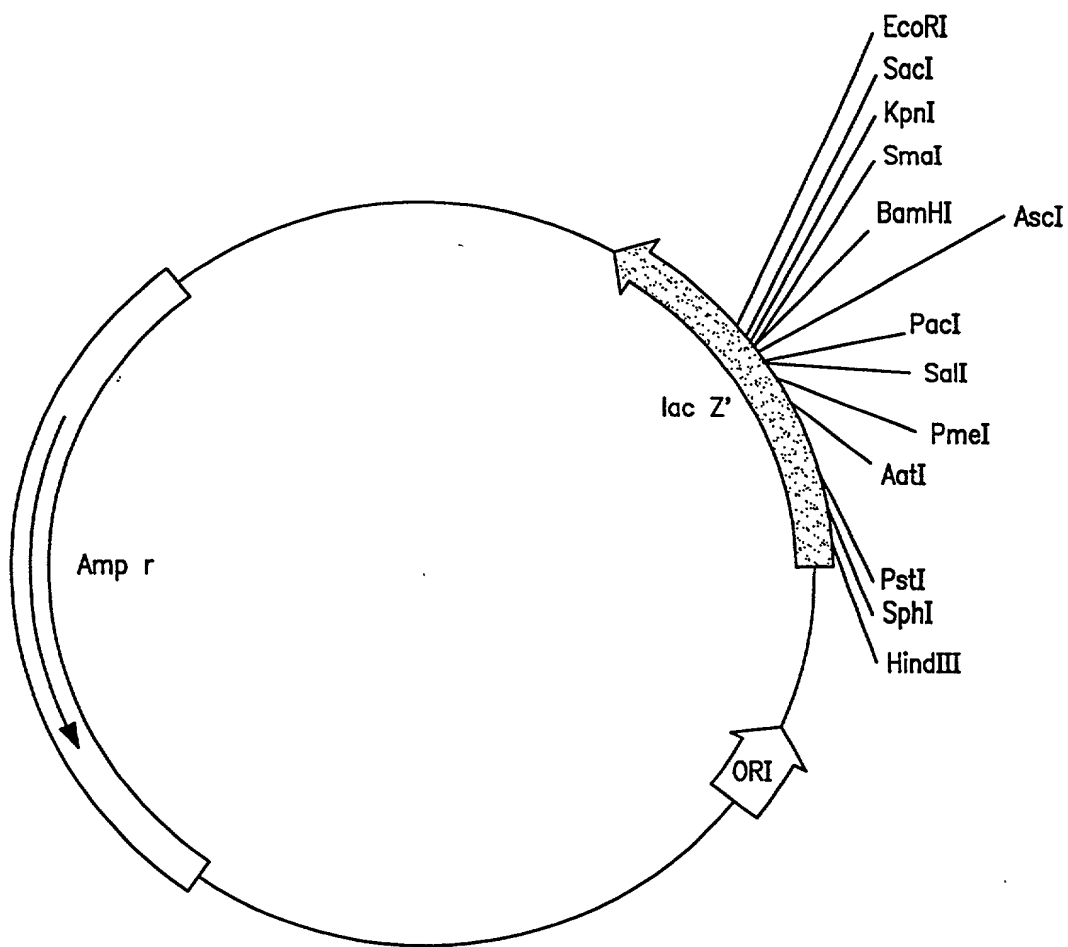 EcoRI
SacI
KpnI
SmaI
BamHI
AscI
PacI
SalI
lac Z'
PmeI
AatI
Amp r
PstI
SphI
HindIII
ORI